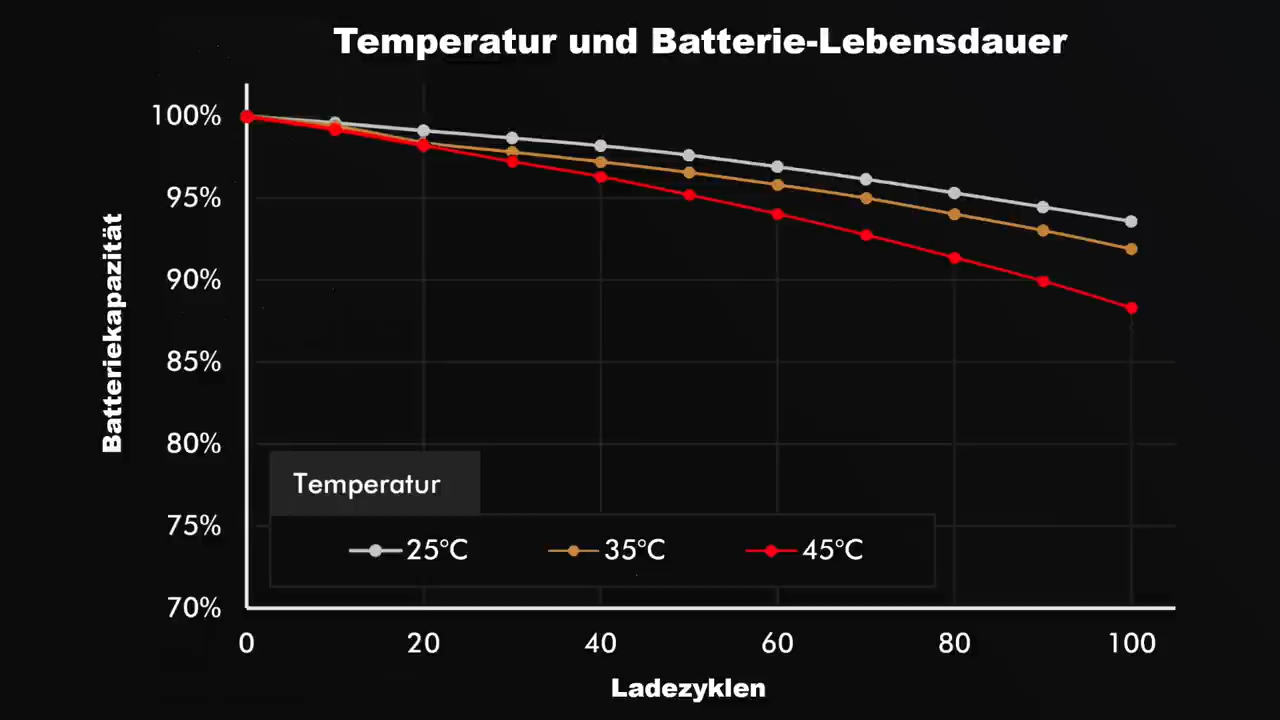 Temperatur und Batterie-Lebensdauer
Batteriekapazität
100%
95%
90%
85%
80%
75%
70%
Temperatur
25°C 35°C 45°C
0 20 40 60 80 100
Ladezyklen